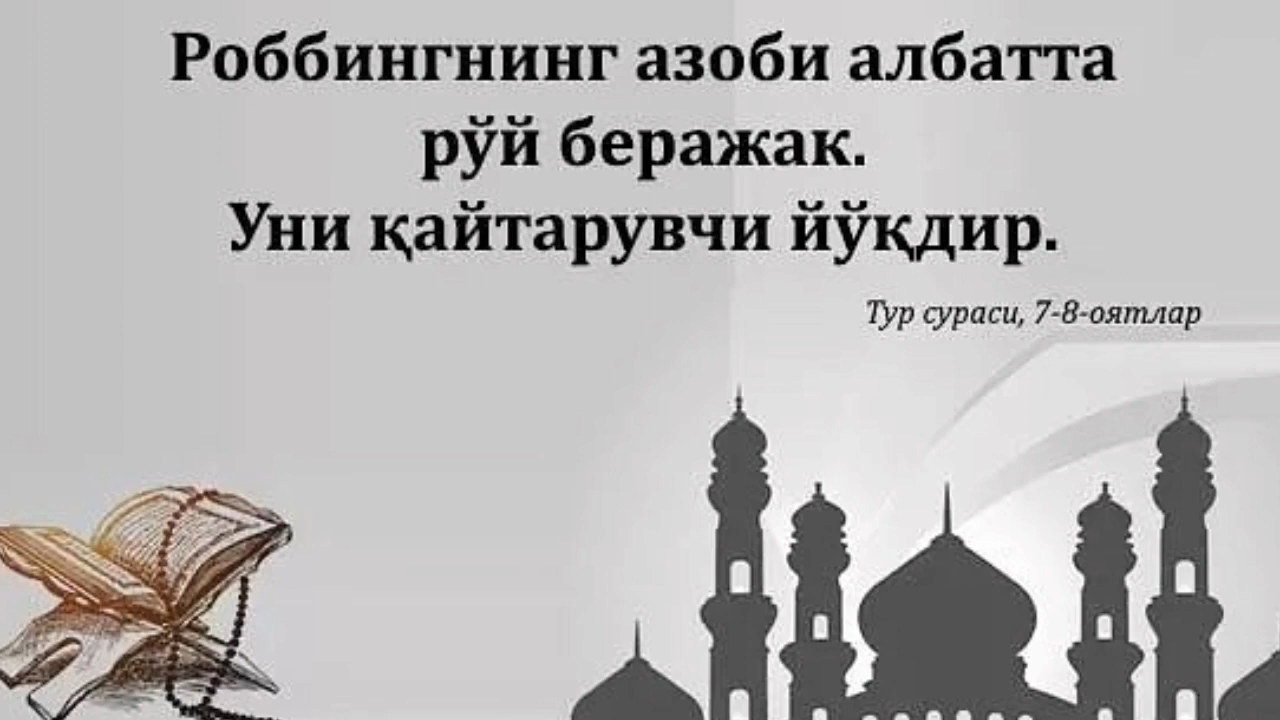 Роббингнинг азоби албатта
рўй беражак.
Уни қайтарувчи йўқдир.
Тур сураси, 7-8-оятлар